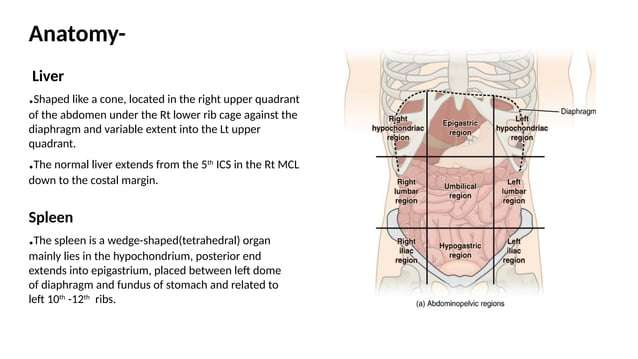 Anatomy-
Liver
.Shaped like a cone, located in the right upper quadrant
of the abdomen under the Rt lower rib cage against the
diaphragm and variable extent into the Lt upper
quadrant.
.The normal liver extends from the 5th ICS in the Rt MCL
down to the costal margin.
Spleen
.The spleen is a wedge-shaped(tetrahedral) organ
mainly lies in the hypochondrium, posterior end
extends into epigastrium, placed between left dome
of diaphragm and fundus of stomach and related to
left 10th -12th ribs.
Diaphragm
Right
hypochondriac
region
Epigastric
region
Left
hypochondriac
region
Right
lumbar
region
Umbilical
region
Left
lumbar
region
Right
iliac
region
Hypogastric
region
Left
iliac
region
(a) Abdominopelvic regions